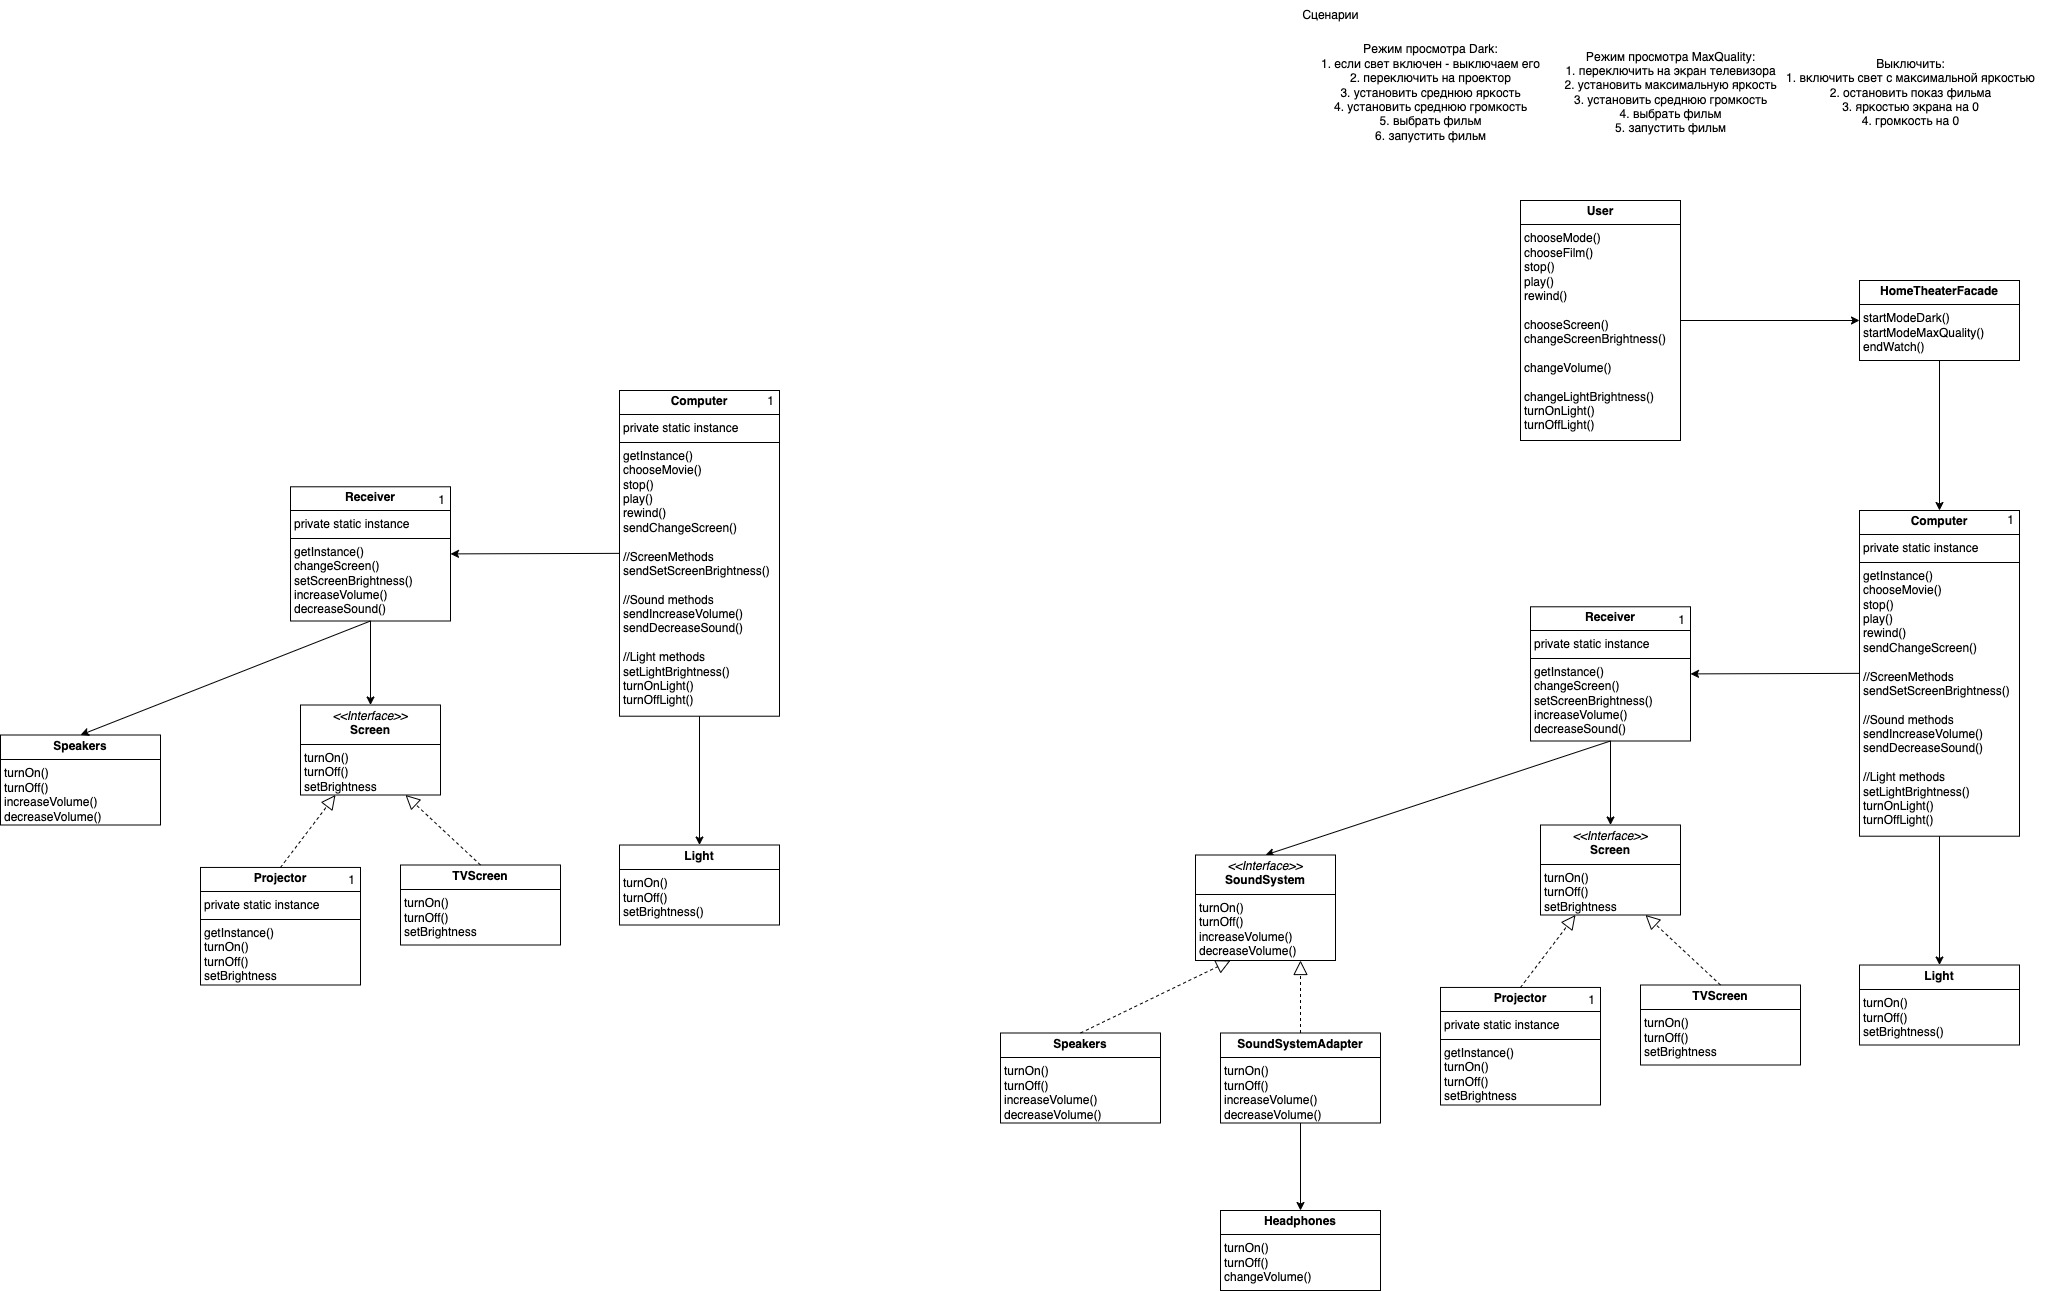 Сценарии
Режим просмотра Dark:
1. если свет включен - выключаем его
2. переключить на проектор
3. установить среднюю яркость
4. установить среднюю громкость
5. выбрать фильм
6. запустить фильм
Режим просмотра MaxQuality:
1. переключить на экран телевизора
2. установить максимальную яркость
3. установить среднюю громкость
4. выбрать фильм
5. запустить фильм
Выключить:
1. включить свет с максимальной яркостью
2. остановить показ фильма
3. яркостью экрана на 0
4. громкость на 0
Computer 1
private static instance
getInstance()
chooseMovie()
stop()
play()
rewind()
sendChangeScreen()
//ScreenMethods
sendSetScreenBrightness()
//Sound methods
sendIncreaseVolume()
sendDecreaseSound()
//Light methods
setLightBrightness()
turnOnLight()
turnOffLight()
Receiver 1
private static instance
getInstance()
changeScreen()
setScreenBrightness()
increaseVolume()
decreaseSound()
Speakers
turnOn()
turnOff()
increaseVolume()
decreaseVolume()
<<Interface>>
Screen
turnOn()
turnOff()
setBrightness
Projector 1
private static instance
getInstance()
turnOn()
turnOff()
setBrightness
TVScreen
turnOn()
turnOff()
setBrightness
Light
turnOn()
turnOff()
setBrightness()
User
chooseMode()
chooseFilm()
stop()
play()
rewind()
chooseScreen()
changeScreenBrightness()
changeVolume()
changeLightBrightness()
turnOnLight()
turnOffLight()
HomeTheaterFacade
startModeDark()
startModeMaxQuality()
endWatch()
Computer 1
private static instance
getInstance()
chooseMovie()
stop()
play()
rewind()
sendChangeScreen()
//ScreenMethods
sendSetScreenBrightness()
//Sound methods
sendIncreaseVolume()
sendDecreaseSound()
//Light methods
setLightBrightness()
turnOnLight()
turnOffLight()
Receiver 1
private static instance
getInstance()
changeScreen()
setScreenBrightness()
increaseVolume()
decreaseSound()
<<Interface>>
SoundSystem
turnOn()
turnOff()
increaseVolume()
decreaseVolume()
<<Interface>>
Screen
turnOn()
turnOff()
setBrightness
Speakers
turnOn()
turnOff()
increaseVolume()
decreaseVolume()
SoundSystemAdapter
turnOn()
turnOff()
increaseVolume()
decreaseVolume()
Projector 1
private static instance
getInstance()
turnOn()
turnOff()
setBrightness
TVScreen
turnOn()
turnOff()
setBrightness
Light
turnOn()
turnOff()
setBrightness()
Headphones
turnOn()
turnOff()
changeVolume()